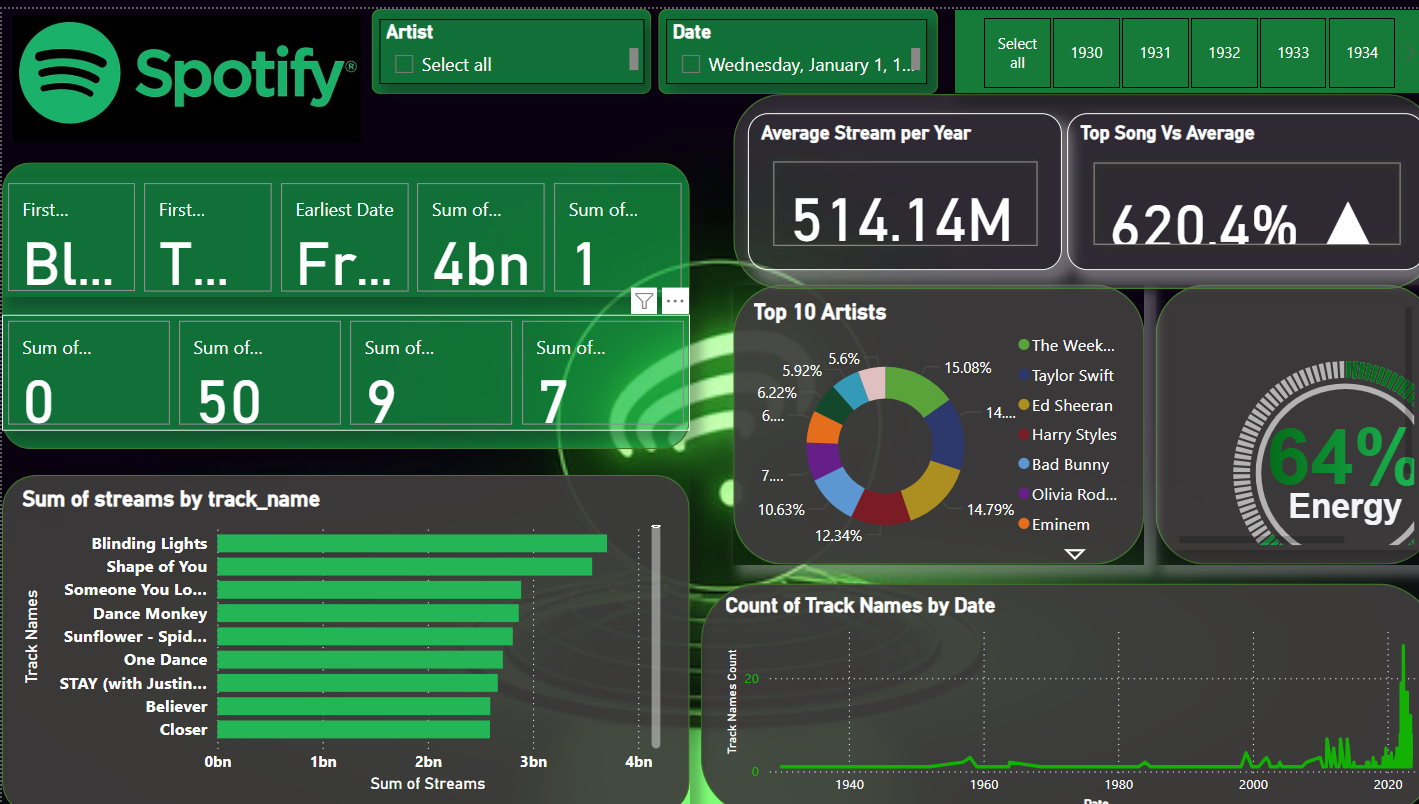 Spotify®
Artist
Select all
Date
Wednesday, January 1, 1...
Select all
1930
1931
1932
1933
1934
Average Stream per Year
514.14M
Top Song Vs Average
620.4%
First...
Bl...
First...
T...
Earliest Date
Fr...
Sum of...
4bn
Sum of...
1
Sum of...
0
Sum of...
50
Sum of...
9
Sum of...
7
Top 10 Artists
15.08%
14....
14.79%
12.34%
10.63%
7....
6....
6.22%
5.92%
5.6%
The Week...
Taylor Swift
Ed Sheeran
Harry Styles
Bad Bunny
Olivia Rod...
Eminem
64%
Energy
Sum of streams by track_name
Track Names
Blinding Lights
Shape of You
Someone You Lo...
Dance Monkey
Sunflower - Spid...
One Dance
STAY (with Justin...
Believer
Closer
0bn
1bn
2bn
3bn
4bn
Sum of Streams
Count of Track Names by Date
Track Names Count
20
0
1940
1960
1980
2000
2020
Date